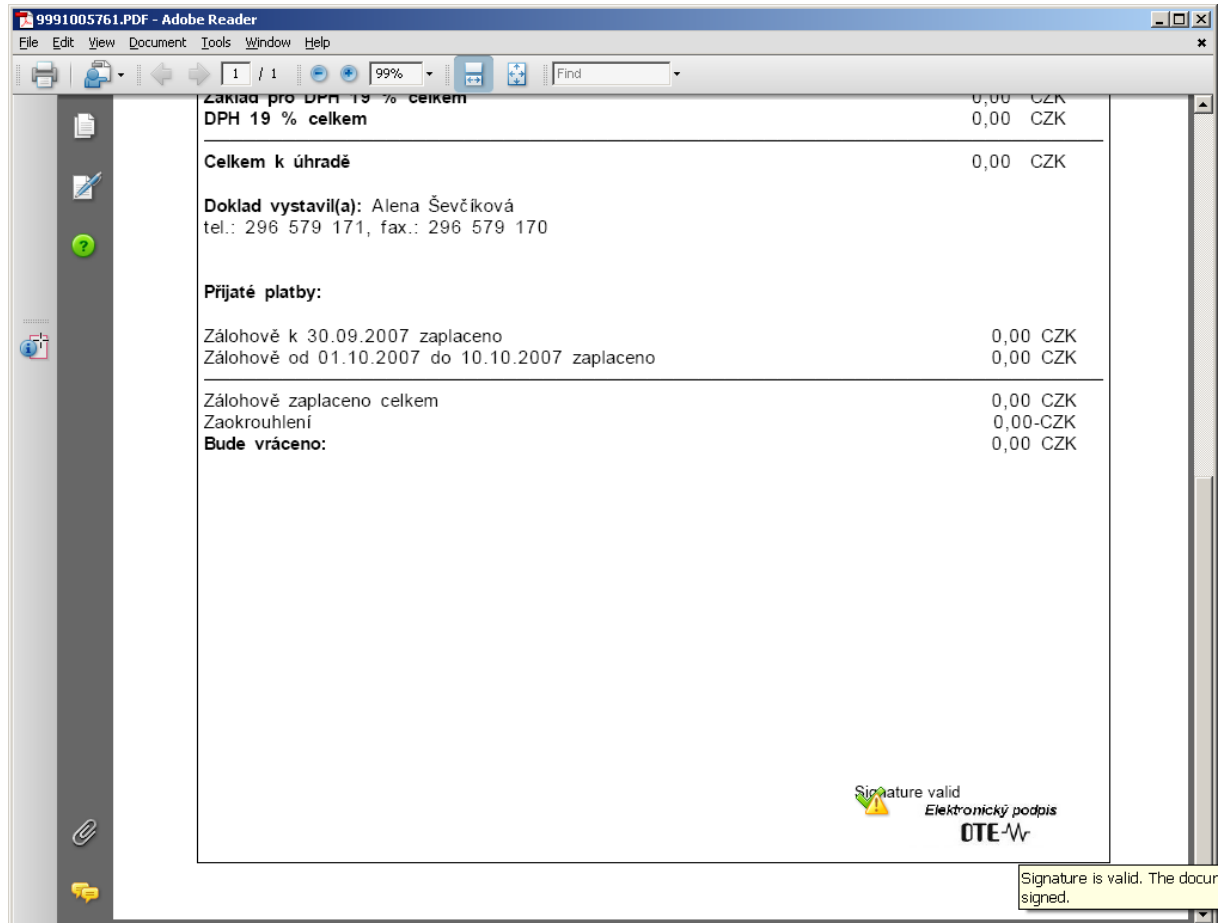 9991005761.PDF - Adobe Reader
File Edit View Document Tools Window Help
1 / 1 99% Find
Základ pro DPH 19 % celkem 0,00 CZK
DPH 19 % celkem 0,00 CZK
Celkem k úhradě 0,00 CZK
Doklad vystavil(a): Alena Ševčíková
tel.: 296 579 171, fax.: 296 579 170
Přijaté platby:
Zálohově k 30.09.2007 zaplaceno 0,00 CZK
Zálohově od 01.10.2007 do 10.10.2007 zaplaceno 0,00 CZK
Zálohově zaplaceno celkem 0,00 CZK
Zaokrouhlení 0,00-CZK
Bude vráceno: 0,00 CZK
Signature valid
Elektronický podpis
OTE
Signature is valid. The docur
signed.